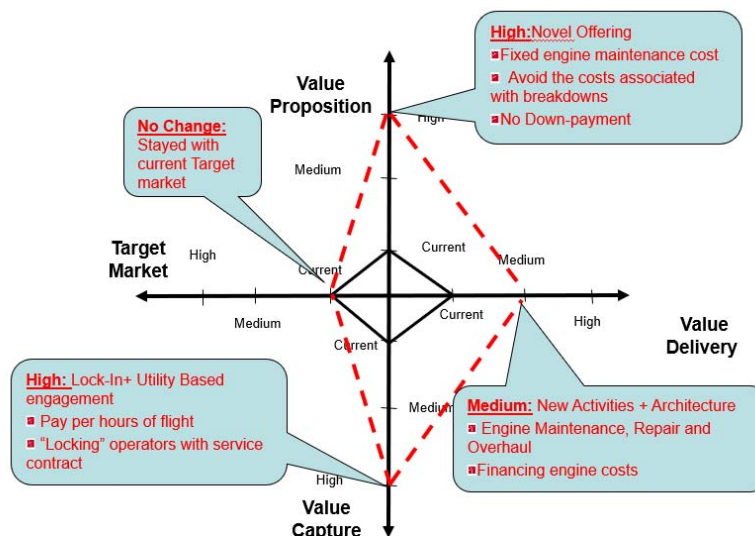 High:Novel Offering
Fixed engine maintenance cost
Avoid the costs associated
with breakdowns
No Down-payment
Value
Proposition
High
No Change:
Stayed with
current Target
market
Medium
Target
Market
High
Current
Current
Medium
Medium
Current
High
Value
Delivery
Current
High: Lock-In+ Utility Based
engagement
Pay per hours of flight
"Locking" operators with service
contract
Medium
Medium: New Activities + Architecture
Engine Maintenance, Repair and
Overhaul
Financing engine costs
High
Value
Capture